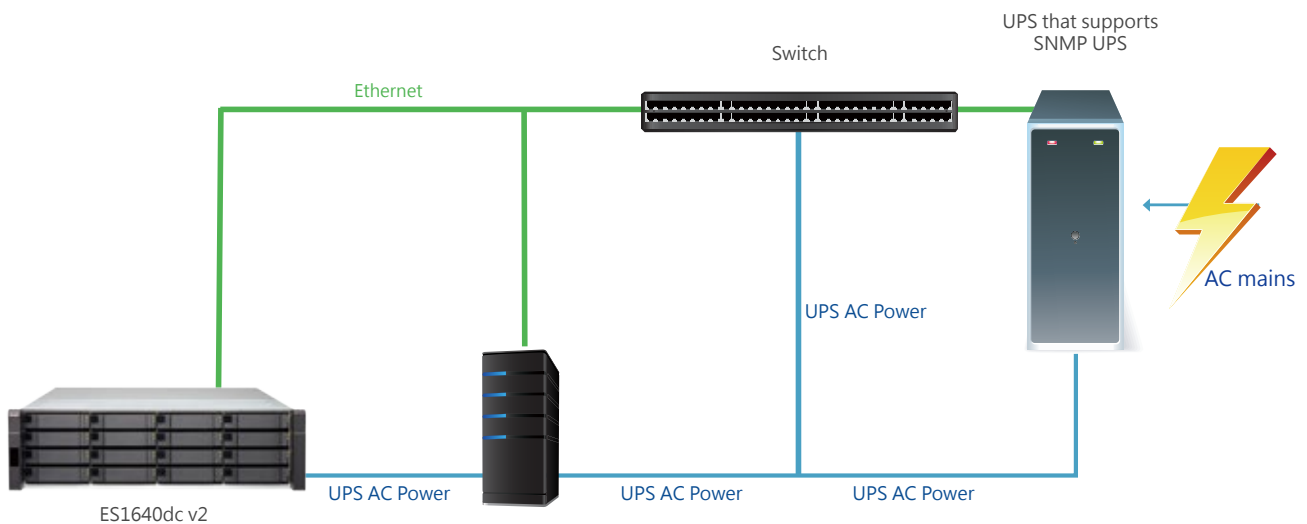 UPS that supports
SNMP UPS
Switch
Ethernet
AC mains
UPS AC Power
UPS AC Power
UPS AC Power
UPS AC Power
ES1640dc v2